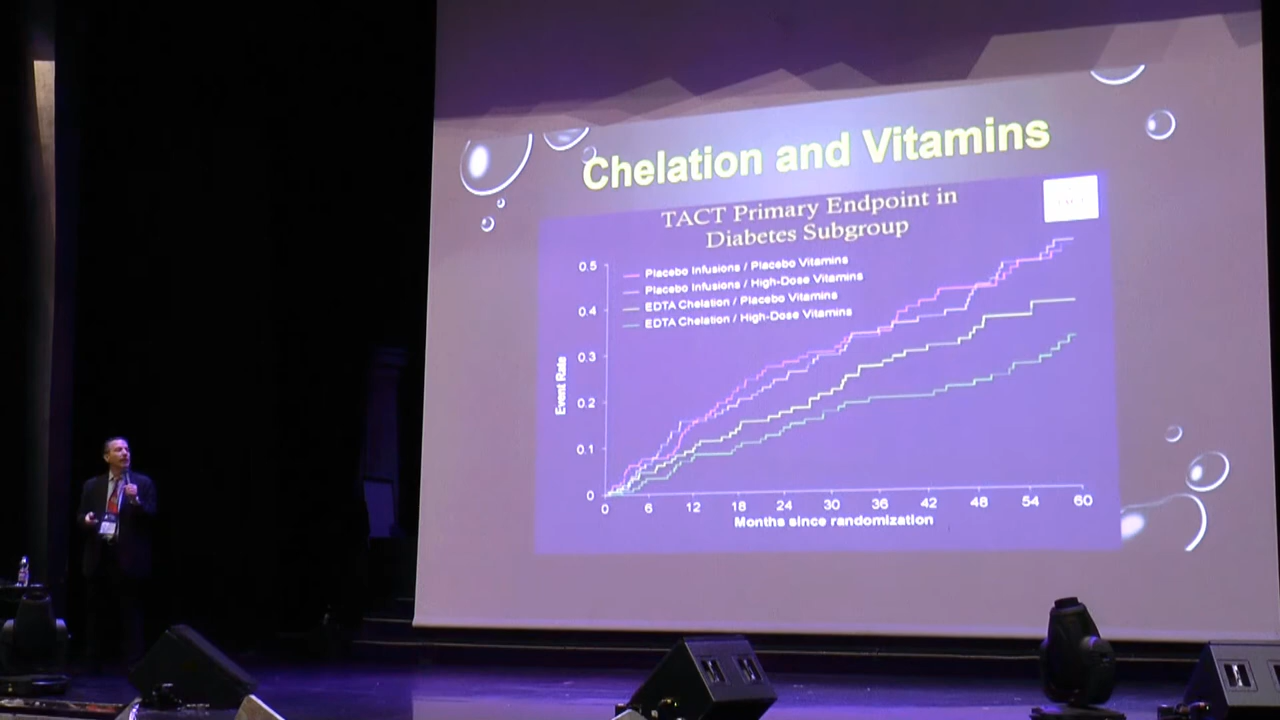 Chelation and Vitamins
TACT Primary Endpoint in
Diabetes Subgroup
TACT
Placebo Infusions / Placebo Vitamins
Placebo Infusions / High-Dose Vitamins
EDTA Chelation / Placebo Vitamins
EDTA Chelation / High-Dose Vitamins
Event Rate
0.5
0.4
0.3
0.2
0.1
0
0 6 12 18 24 30 36 42 48 54 60
Months since randomization